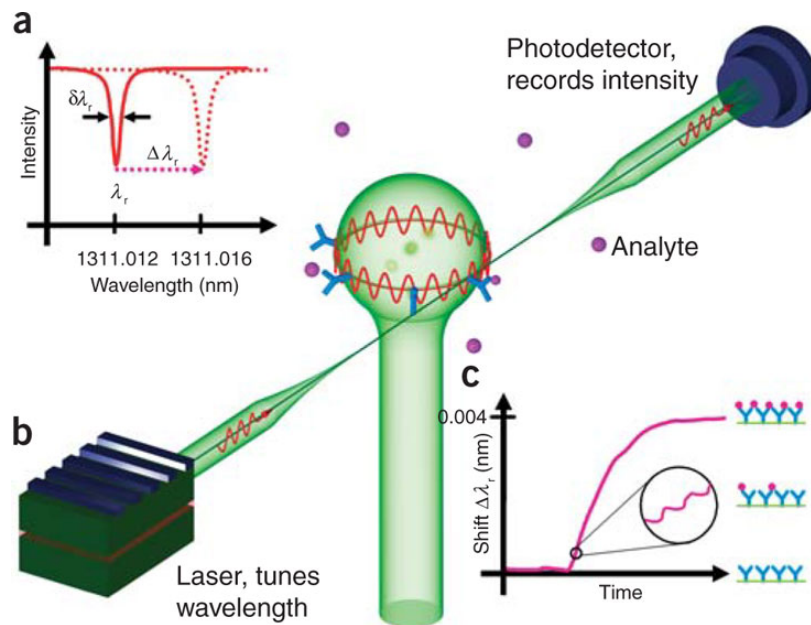 a
δλr
Δλr
λr
Intensity
1311.012
1311.016
Wavelength (nm)
Photodetector,
records intensity
Analyte
b
Laser, tunes
wavelength
c
0.004
Shift Δλr (nm)
Time